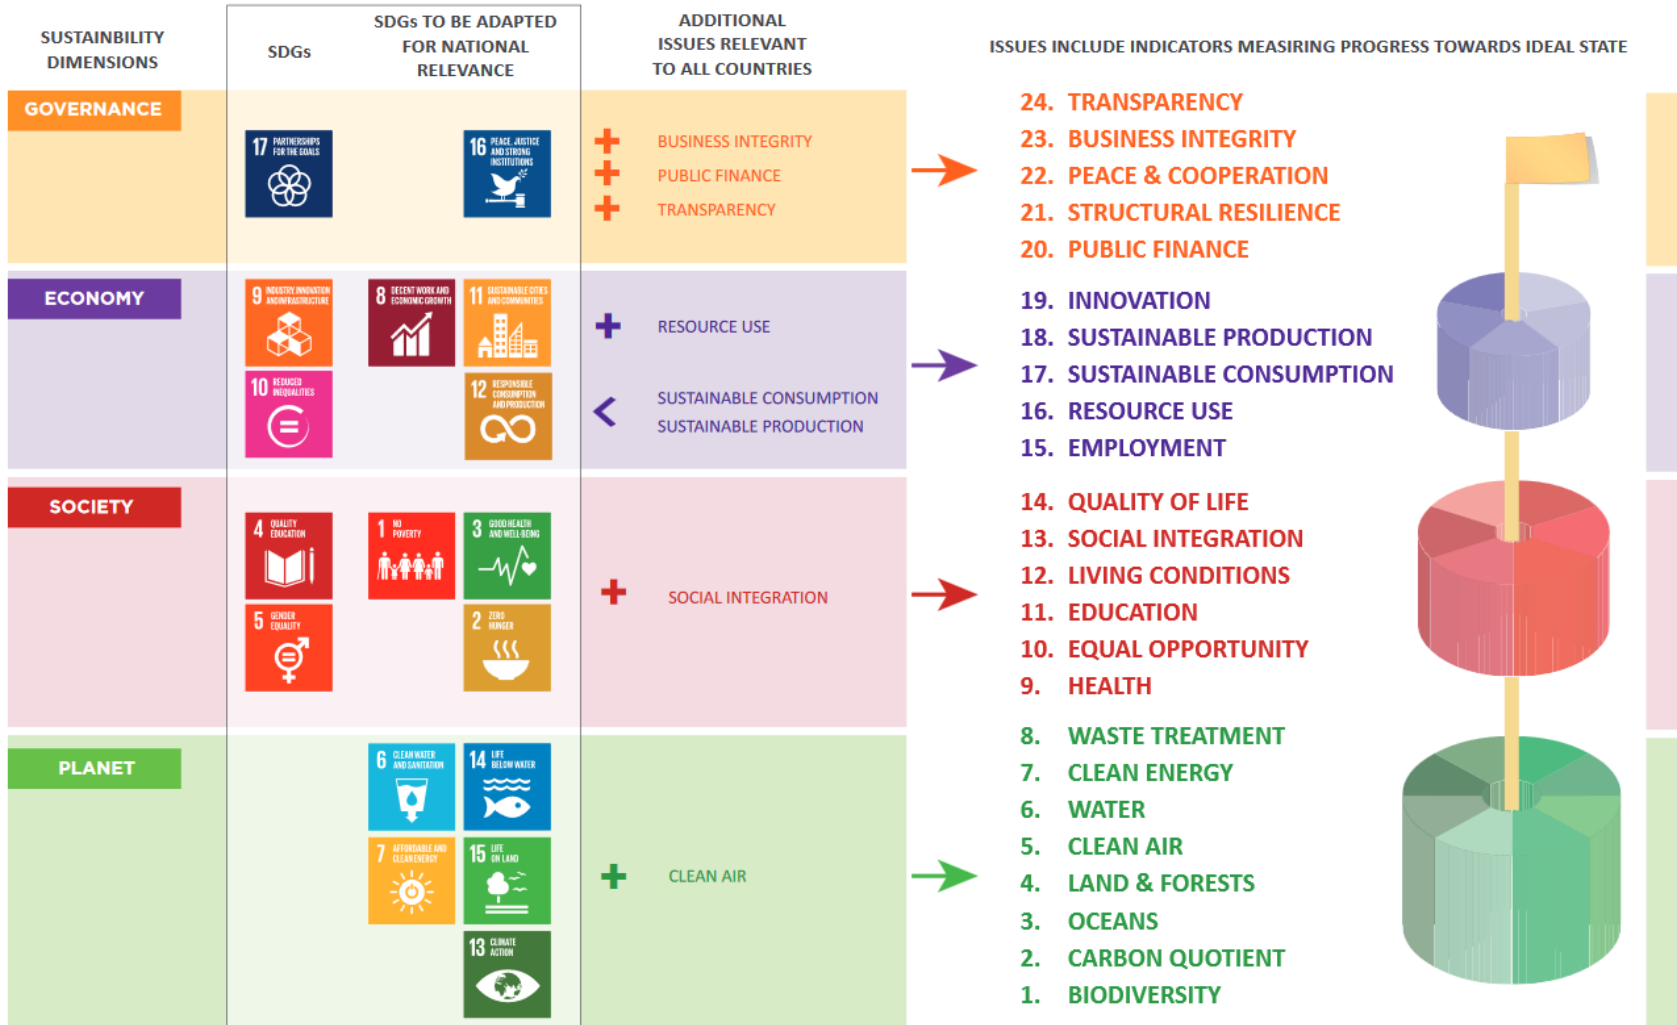 SUSTAINBILITY
DIMENSIONS
SDGs
SDGs TO BE ADAPTED
FOR NATIONAL
RELEVANCE
ADDITIONAL
ISSUES RELEVANT
TO ALL COUNTRIES
ISSUES INCLUDE INDICATORS MEASIRING PROGRESS TOWARDS IDEAL STATE
GOVERNANCE
17 PARTNERSHIPS
FOR THE GOALS
16 PEACE, JUSTICE
AND STRONG
INSTITUTIONS
+ BUSINESS INTEGRITY
+ PUBLIC FINANCE
+ TRANSPARENCY
24. TRANSPARENCY
23. BUSINESS INTEGRITY
22. PEACE & COOPERATION
21. STRUCTURAL RESILIENCE
20. PUBLIC FINANCE
ECONOMY
9 INDUSTRY, INNOVATION
AND INFRASTRUCTURE
8 DECENT WORK AND
ECONOMIC GROWTH
11 SUSTAINABLE CITIES
AND COMMUNITIES
10 REDUCED
INEQUALITIES
12 RESPONSIBLE
CONSUMPTION
AND PRODUCTION
+ RESOURCE USE
< SUSTAINABLE CONSUMPTION
SUSTAINABLE PRODUCTION
19. INNOVATION
18. SUSTAINABLE PRODUCTION
17. SUSTAINABLE CONSUMPTION
16. RESOURCE USE
15. EMPLOYMENT
SOCIETY
4 QUALITY
EDUCATION
1 NO
POVERTY
3 GOOD HEALTH
AND WELL-BEING
5 GENDER
EQUALITY
2 ZERO
HUNGER
+ SOCIAL INTEGRATION
14. QUALITY OF LIFE
13. SOCIAL INTEGRATION
12. LIVING CONDITIONS
11. EDUCATION
10. EQUAL OPPORTUNITY
9. HEALTH
PLANET
6 CLEAN WATER
AND SANITATION
14 LIFE
BELOW WATER
7 AFFORDABLE AND
CLEAN ENERGY
15 LIFE
ON LAND
13 CLIMATE
ACTION
+ CLEAN AIR
8. WASTE TREATMENT
7. CLEAN ENERGY
6. WATER
5. CLEAN AIR
4. LAND & FORESTS
3. OCEANS
2. CARBON QUOTIENT
1. BIODIVERSITY